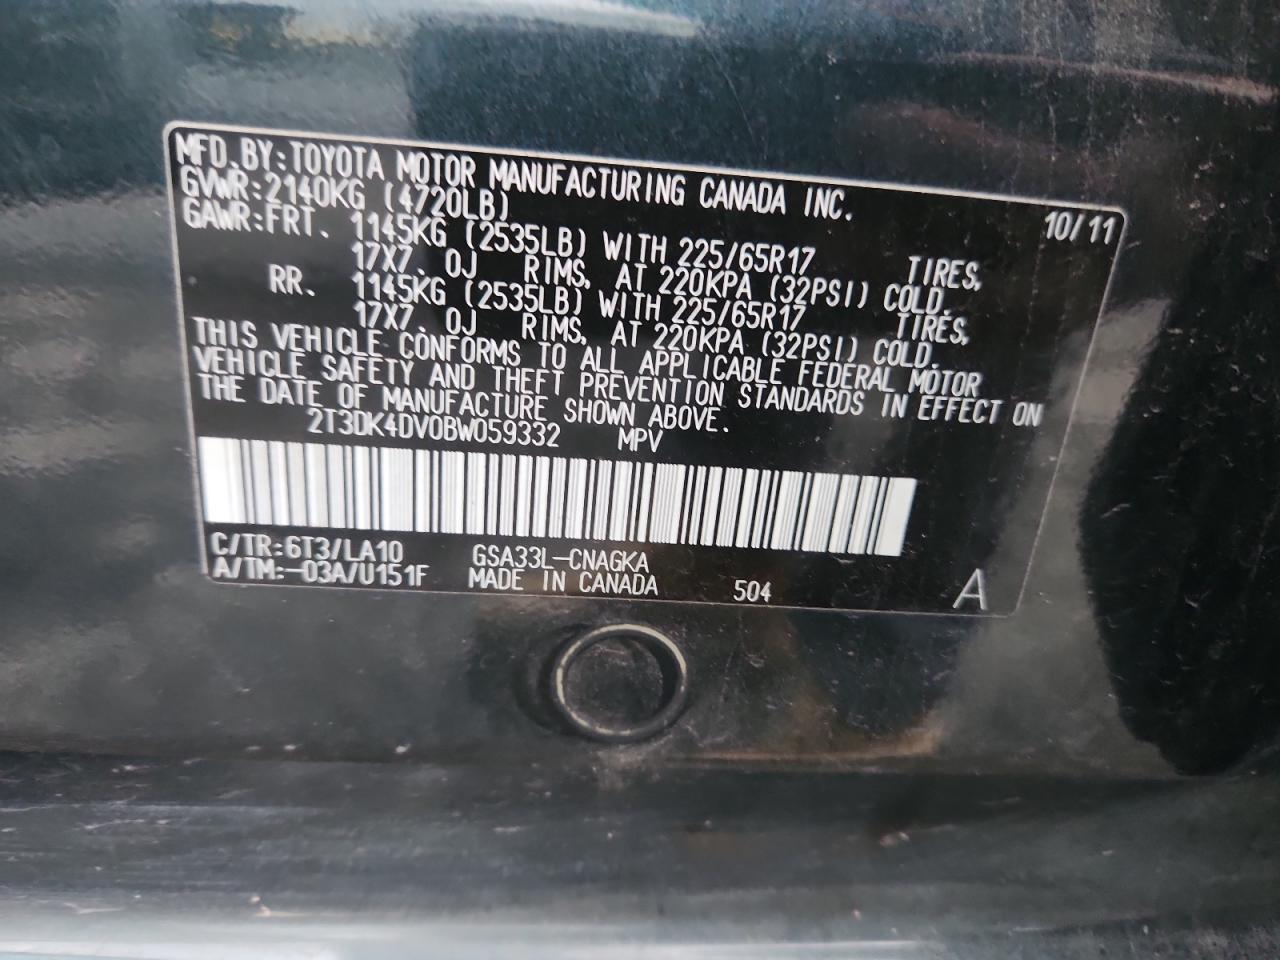 MFD. BY: TOYOTA MOTOR MANUFACTURING CANADA INC.
GVWR: 2140KG (4720LB) 10/11
GAWR: FRT. 1145KG (2535LB) WITH 225/65R17 TIRES,
17X7.0J RIMS, AT 220KPA (32PSI) COLD.
RR. 1145KG (2535LB) WITH 225/65R17 TIRES,
17X7.0J RIMS, AT 220KPA (32PSI) COLD.
THIS VEHICLE CONFORMS TO ALL APPLICABLE FEDERAL MOTOR
VEHICLE SAFETY AND THEFT PREVENTION STANDARDS IN EFFECT ON
THE DATE OF MANUFACTURE SHOWN ABOVE.
2T3DK4DV0BW059332 MPV
C/TR: 6T3/LA10 GSA33L-CNAGKA
A/TM: -03A/U151F MADE IN CANADA 504 A